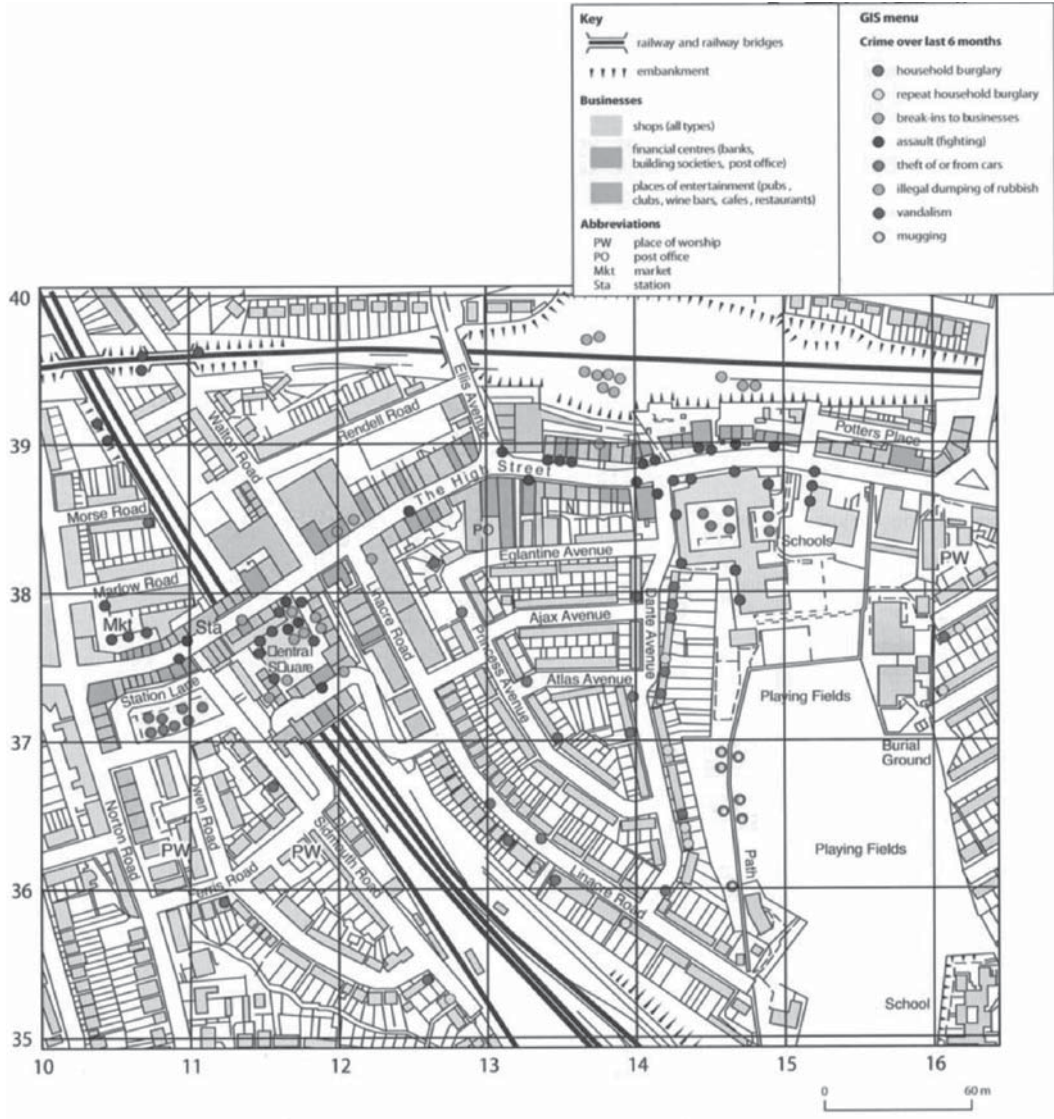 Key
railway and railway bridges
embankment
Businesses
shops (all types)
financial centres (banks,
building societies, post office)
places of entertainment (pubs,
clubs, wine bars, cafes, restaurants)
Abbreviations
PW place of worship
PO post office
Mkt market
Sta station
GIS menu
Crime over last 6 months
household burglary
repeat household burglary
break-ins to businesses
assault (fighting)
theft of or from cars
illegal dumping of rubbish
vandalism
mugging
40
39
38
37
36
35
10
11
12
13
14
15
16
Ellis Avenue
Walton Road
Rendell Road
Potters Place
The High Street
Morse Road
PO
Eglantine Avenue
Schools
PW
Marlow Road
Mkt
Sta
Linacre Road
Ajax Avenue
Dante Avenue
Princess Avenue
Central
Square
Atlas Avenue
Station Lane
Playing Fields
Burial
Ground
Norton Road
Owen Road
PW
PW
Sidmouth Road
Ferris Road
Playing Fields
Path
Linacre Road
School
0 60 m